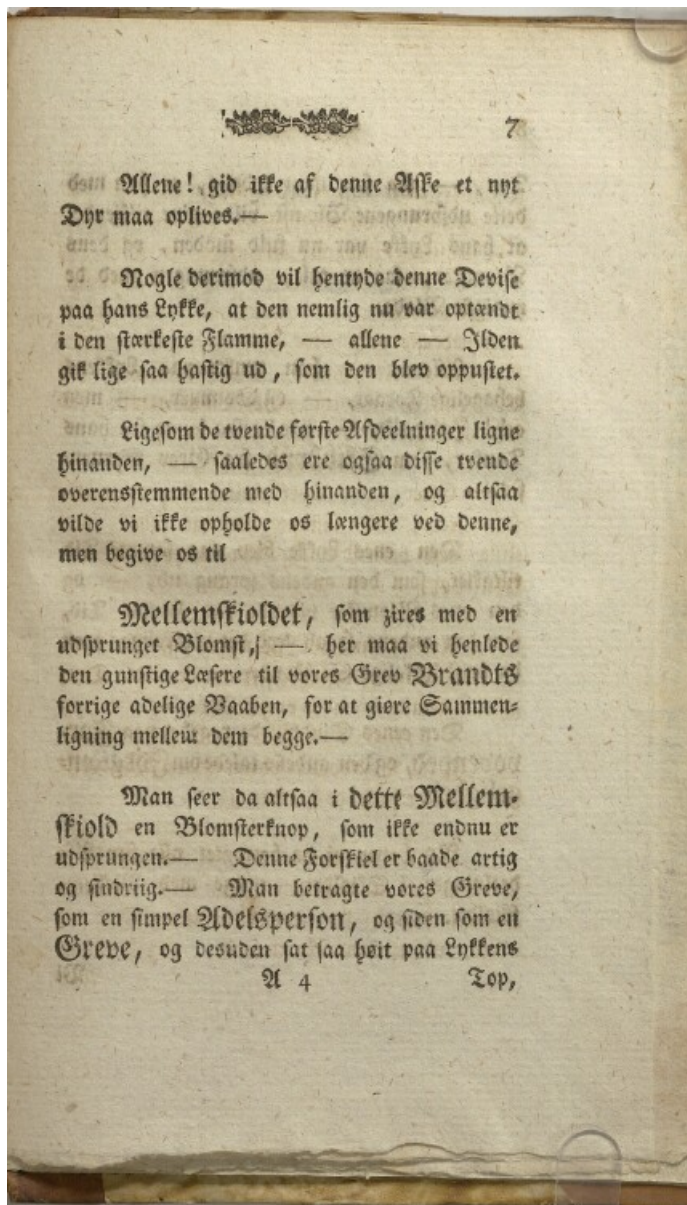 7
Allene! gid ikke af denne Aske et nyt
Dyr maa oplives.—
Nogle derimod vil hentyde denne Devise
paa hans Lykke, at den nemlig nu var optændt
i den stærkeste Flamme, — allene — Ilden
gik lige saa hastig ud, som den blev oppustet.
Ligesom de tvende første Afdeelninger ligne
hinanden, — saaledes ere ogsaa disse tvende
overensstemmende med hinanden, og altsaa
vilde vi ikke opholde os længere ved denne,
men begive os til
Mellemskioldet, som zires med en
udsprunget Blomst,j — her maa vi henlede
den gunstige Læsere til vores Grev Brandts
forrige adelige Vaaben, for at giøre Sammen-
ligning mellem dem begge.—
Man seer da altsaa i dette Mellem-
skiold en Blomsterknop, som ikke endnu er
udsprungen.— Denne Forskiel er baade artig
og sindriig.— Man betragte vores Greve,
som en simpel Adelsperson, og siden som en
Greve, og desuden sat saa høit paa Lykkens
A 4 Top,